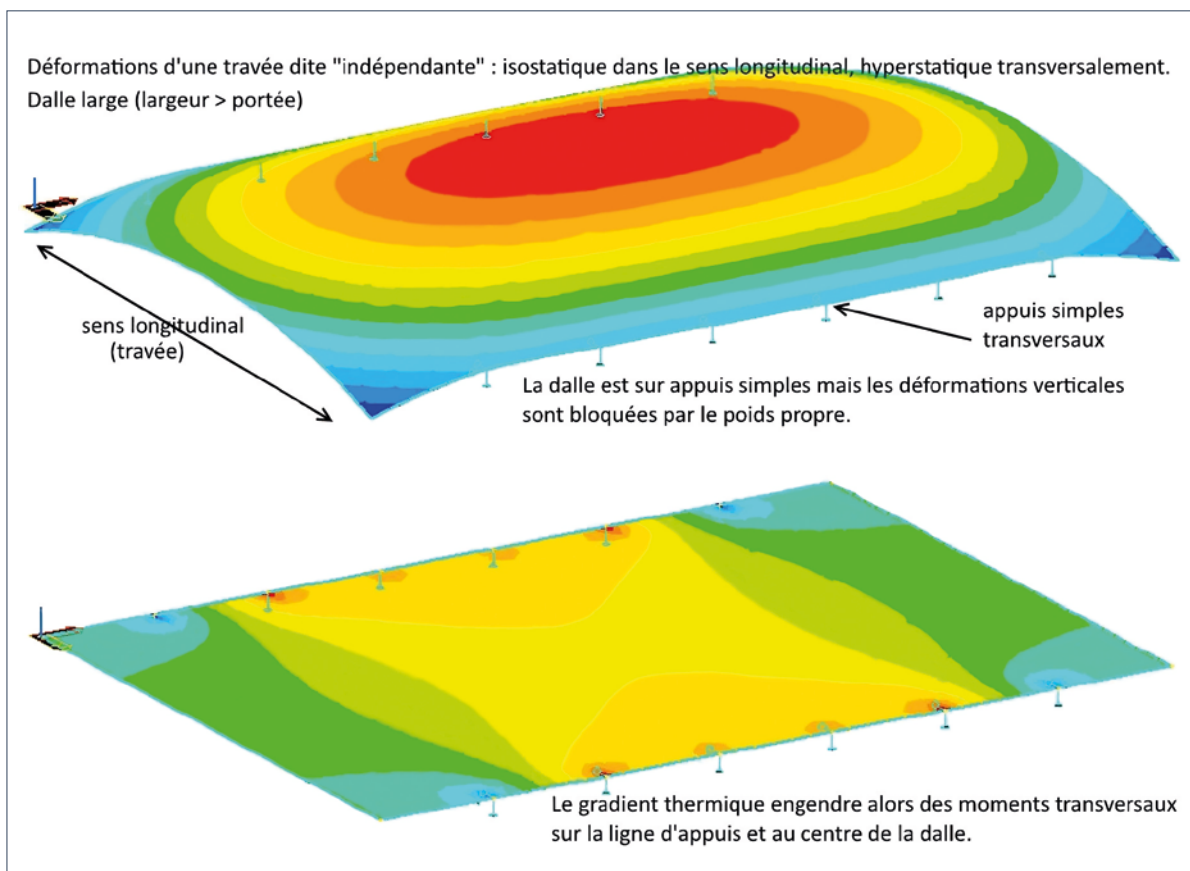 Déformations d'une travée dite "indépendante" : isostatique dans le sens longitudinal, hyperstatique transversalement.
Dalle large (largeur > portée)
sens longitudinal
(travée)
appuis simples
transversaux
La dalle est sur appuis simples mais les déformations verticales
sont bloquées par le poids propre.
Le gradient thermique engendre alors des moments transversaux
sur la ligne d'appuis et au centre de la dalle.